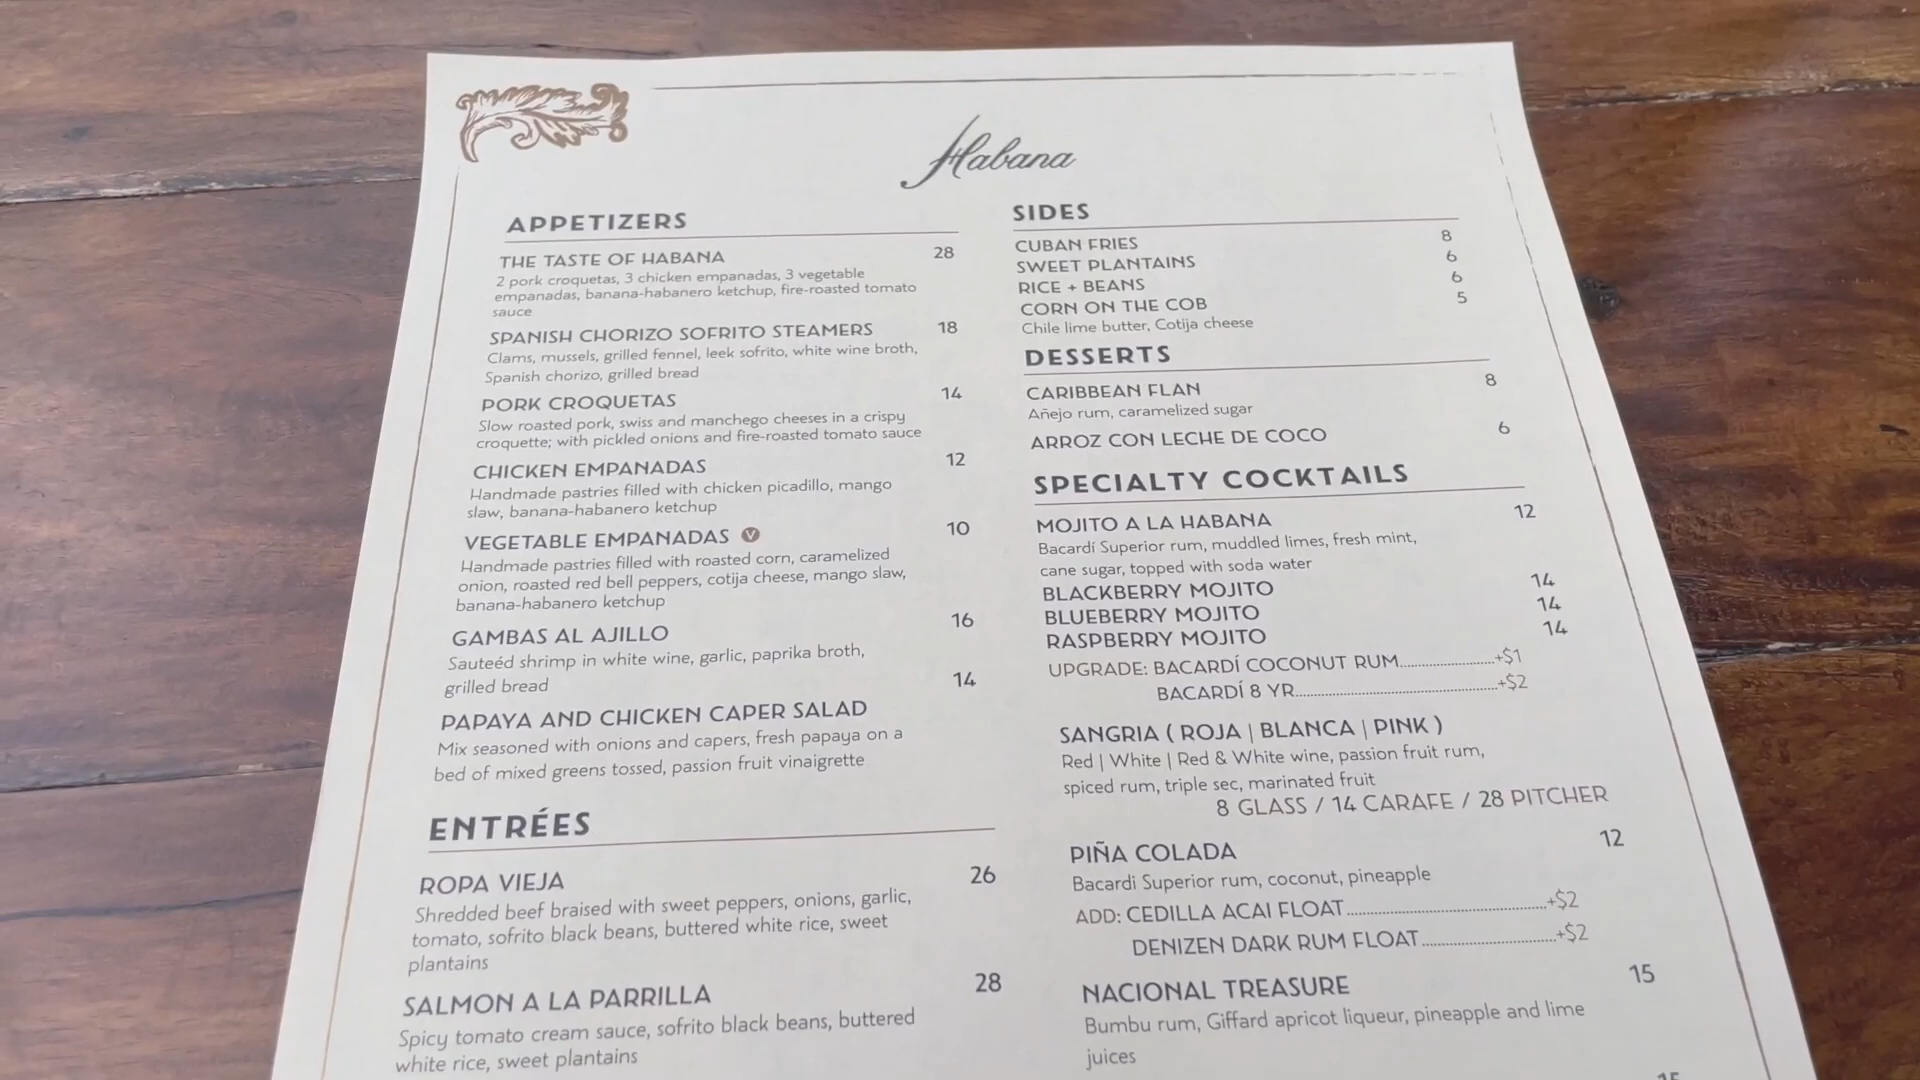 Habana
APPETIZERS
THE TASTE OF HABANA 28
2 pork croquetas, 3 chicken empanadas, 3 vegetable
empanadas, banana-habanero ketchup, fire-roasted tomato
sauce
SPANISH CHORIZO SOFRITO STEAMERS 18
Clams, mussels, grilled fennel, leek sofrito, white wine broth,
Spanish chorizo, grilled bread
PORK CROQUETAS 14
Slow roasted pork, swiss and manchego cheeses in a crispy
croquette; with pickled onions and fire-roasted tomato sauce
CHICKEN EMPANADAS 12
Handmade pastries filled with chicken picadillo, mango
slaw, banana-habanero ketchup
VEGETABLE EMPANADAS V 10
Handmade pastries filled with roasted corn, caramelized
onion, roasted red bell peppers, cotija cheese, mango slaw,
banana-habanero ketchup
GAMBAS AL AJILLO 16
Sauteéd shrimp in white wine, garlic, paprika broth,
grilled bread
PAPAYA AND CHICKEN CAPER SALAD 14
Mix seasoned with onions and capers, fresh papaya on a
bed of mixed greens tossed, passion fruit vinaigrette
ENTRÉES
ROPA VIEJA 26
Shredded beef braised with sweet peppers, onions, garlic,
tomato, sofrito black beans, buttered white rice, sweet
plantains
SALMON A LA PARRILLA 28
Spicy tomato cream sauce, sofrito black beans, buttered
white rice, sweet plantains
SIDES
CUBAN FRIES 8
SWEET PLANTAINS 6
RICE + BEANS 6
CORN ON THE COB 5
Chile lime butter, Cotija cheese
DESSERTS
CARIBBEAN FLAN 8
Añejo rum, caramelized sugar
ARROZ CON LECHE DE COCO 6
SPECIALTY COCKTAILS
MOJITO A LA HABANA 12
Bacardí Superior rum, muddled limes, fresh mint,
cane sugar, topped with soda water
BLACKBERRY MOJITO 14
BLUEBERRY MOJITO 14
RASPBERRY MOJITO 14
UPGRADE: BACARDÍ COCONUT RUM..........+$1
BACARDÍ 8 YR..........+$2
SANGRIA ( ROJA | BLANCA | PINK )
Red | White | Red & White wine, passion fruit rum,
spiced rum, triple sec, marinated fruit
8 GLASS / 14 CARAFE / 28 PITCHER
PIÑA COLADA 12
Bacardi Superior rum, coconut, pineapple
ADD: CEDILLA ACAI FLOAT..........+$2
DENIZEN DARK RUM FLOAT..........+$2
NACIONAL TREASURE 15
Bumbu rum, Giffard apricot liqueur, pineapple and lime
juices